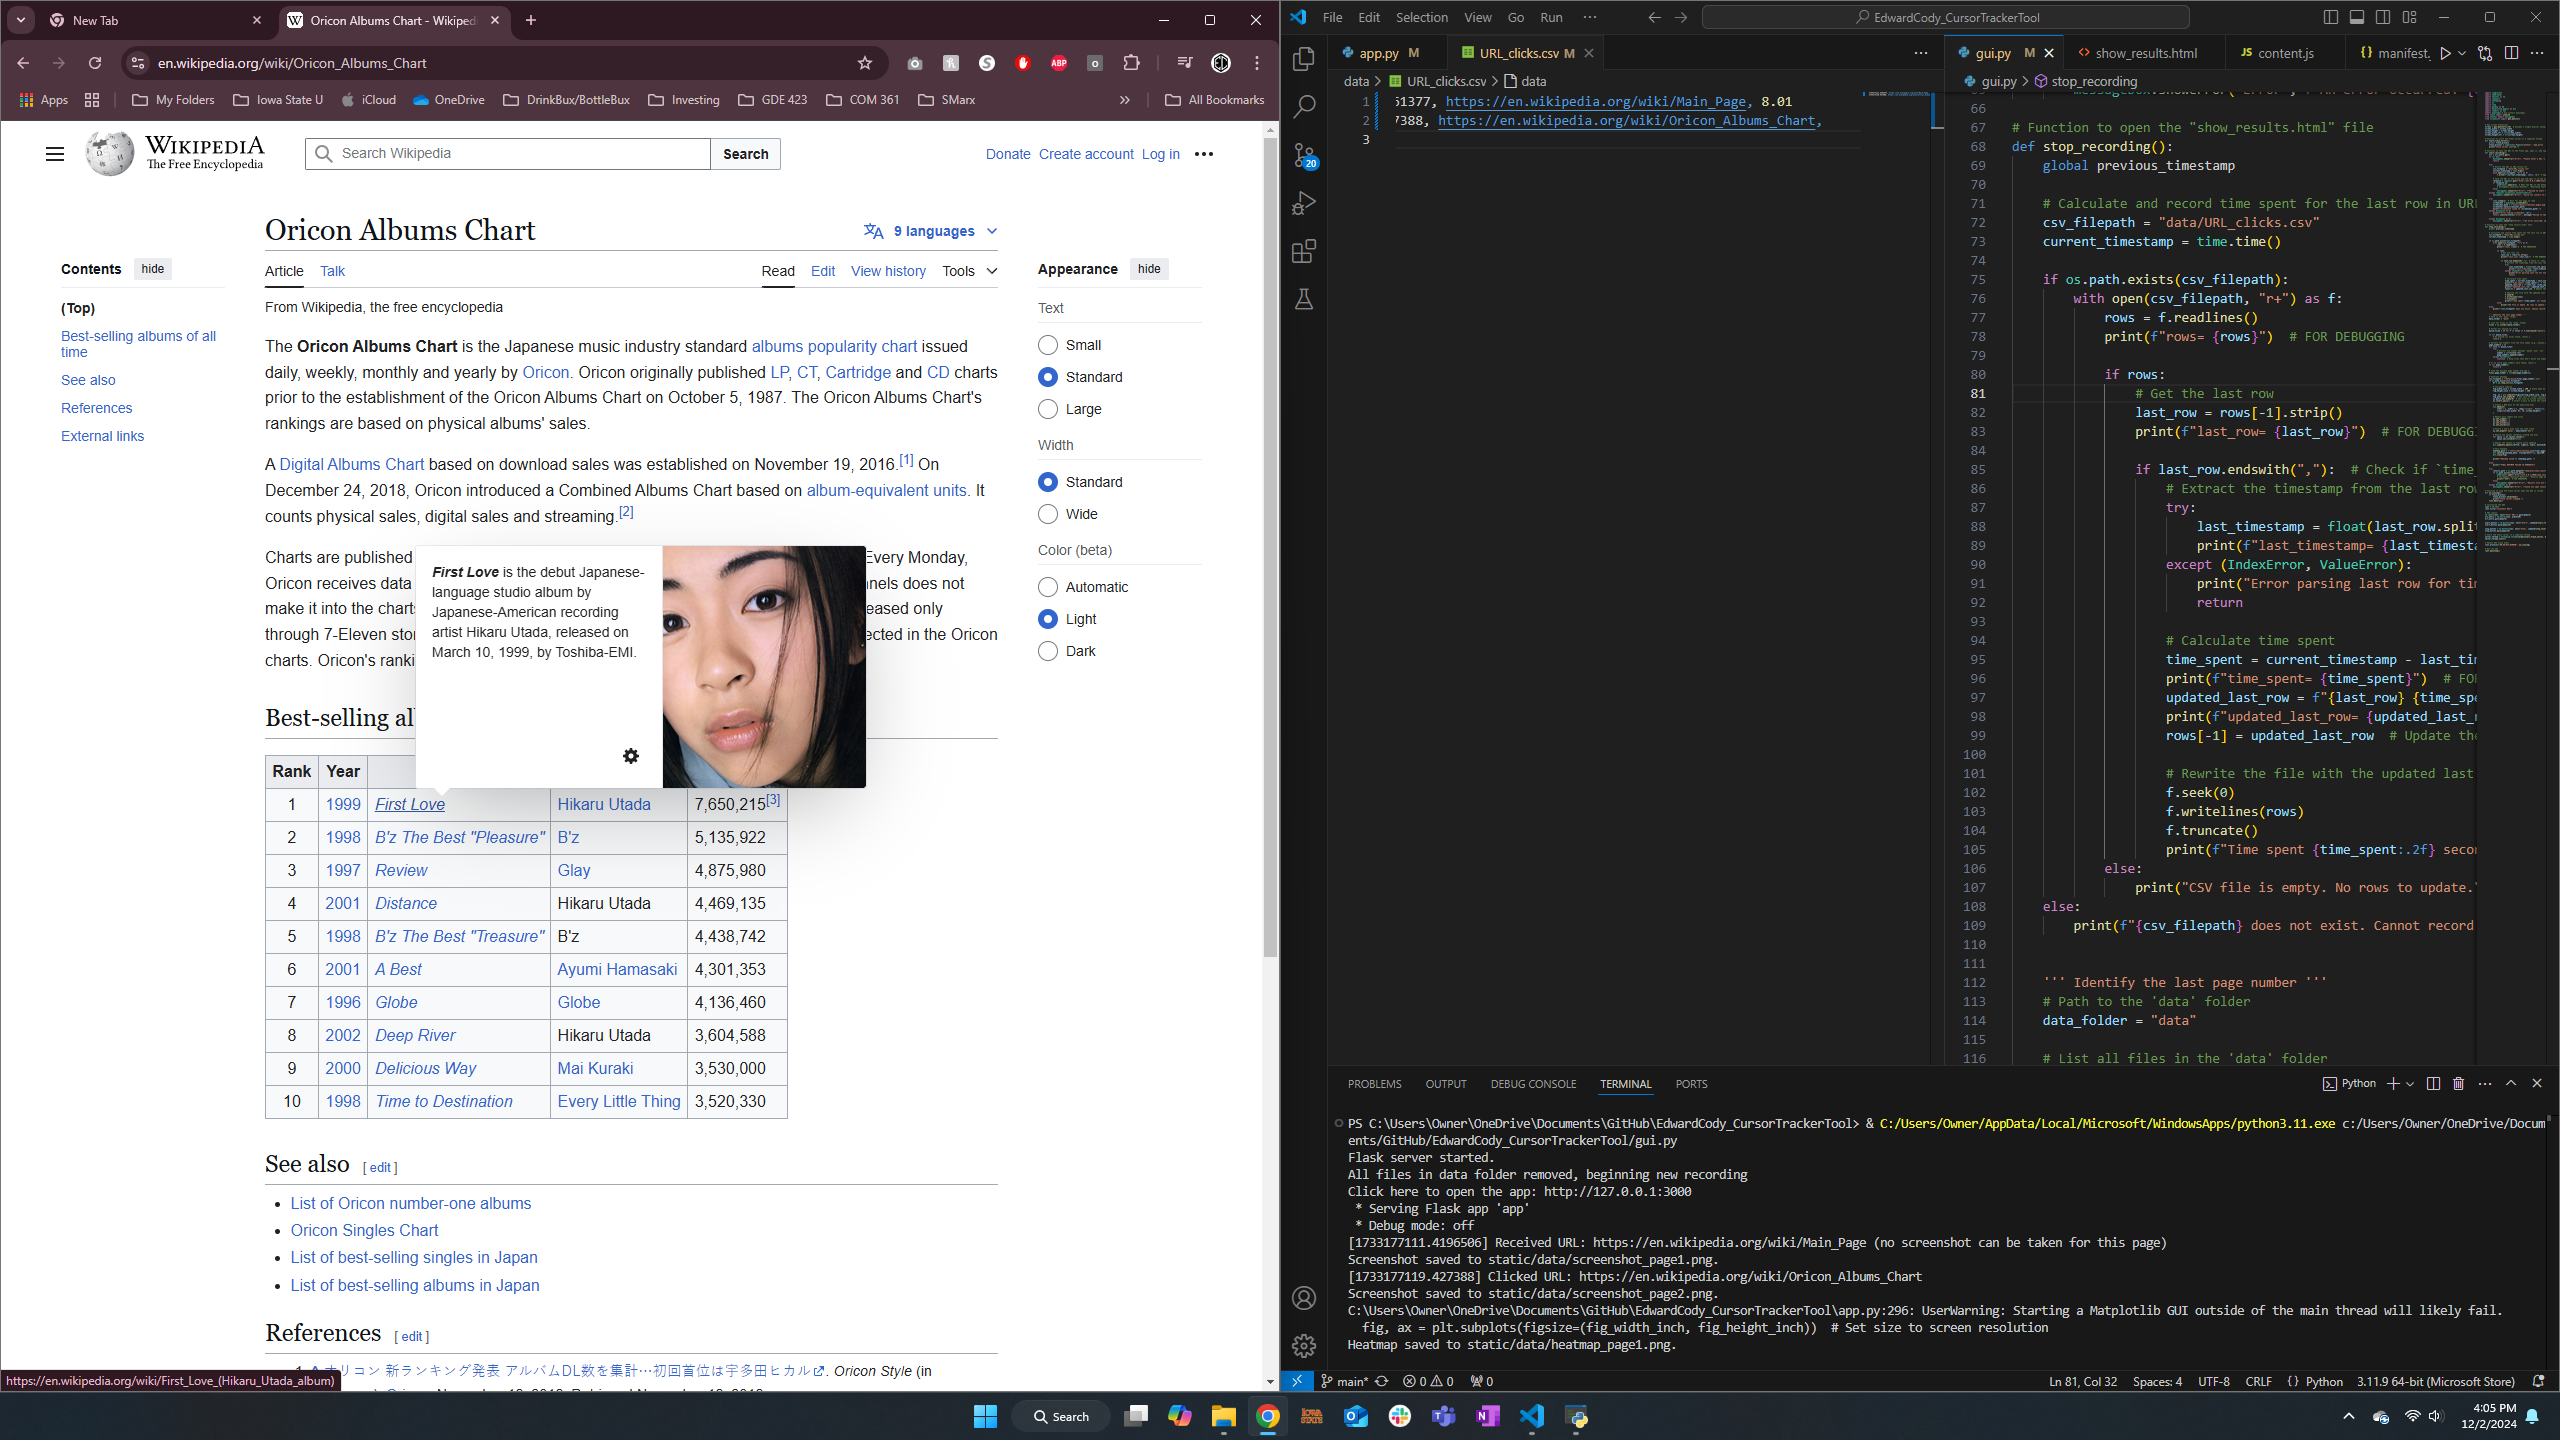 New Tab
Oricon Albums Chart - Wikiped
en.wikipedia.org/wiki/Oricon_Albums_Chart
Apps My Folders Iowa State U iCloud OneDrive DrinkBux/BottleBux Investing GDE 423 COM 361 SMarx » All Bookmarks
WIKIPEDIA
The Free Encyclopedia
Search Wikipedia
Search
Donate Create account Log in
Oricon Albums Chart
9 languages
Article Talk
Read Edit View history Tools
From Wikipedia, the free encyclopedia
Contents hide
(Top)
Best-selling albums of all
time
See also
References
External links
Appearance hide
Text
Small
Standard
Large
Width
Standard
Wide
Color (beta)
Automatic
Light
Dark
The Oricon Albums Chart is the Japanese music industry standard albums popularity chart issued
daily, weekly, monthly and yearly by Oricon. Oricon originally published LP, CT, Cartridge and CD charts
prior to the establishment of the Oricon Albums Chart on October 5, 1987. The Oricon Albums Chart's
rankings are based on physical albums' sales.
A Digital Albums Chart based on download sales was established on November 19, 2016.[1] On
December 24, 2018, Oricon introduced a Combined Albums Chart based on album-equivalent units. It
counts physical sales, digital sales and streaming.[2]
Charts are published Every Monday,
Oricon receives data nels does not
make it into the chart eased only
through 7-Eleven sto ected in the Oricon
charts. Oricon's ranki
First Love is the debut Japanese-
language studio album by
Japanese-American recording
artist Hikaru Utada, released on
March 10, 1999, by Toshiba-EMI.
Best-selling al
Rank Year
1 1999 First Love Hikaru Utada 7,650,215[3]
2 1998 B'z The Best "Pleasure" B'z 5,135,922
3 1997 Review Glay 4,875,980
4 2001 Distance Hikaru Utada 4,469,135
5 1998 B'z The Best "Treasure" B'z 4,438,742
6 2001 A Best Ayumi Hamasaki 4,301,353
7 1996 Globe Globe 4,136,460
8 2002 Deep River Hikaru Utada 3,604,588
9 2000 Delicious Way Mai Kuraki 3,530,000
10 1998 Time to Destination Every Little Thing 3,520,330
See also [ edit ]
List of Oricon number-one albums
Oricon Singles Chart
List of best-selling singles in Japan
List of best-selling albums in Japan
References [ edit ]
1. ^ オリコン 新ランキング発表 アルバムDL数を集計…初回首位は宇多田ヒカル. Oricon Style (in
https://en.wikipedia.org/wiki/First_Love_(Hikaru_Utada_album)
File Edit Selection View Go Run ···
EdwardCody_CursorTrackerTool
app.py M
URL_clicks.csv M
data > URL_clicks.csv > data
1 51377, https://en.wikipedia.org/wiki/Main_Page, 8.01
2 7388, https://en.wikipedia.org/wiki/Oricon_Albums_Chart,
3
20
gui.py M
show_results.html
JS content.js
{} manifest.
gui.py > stop_recording
66
67 # Function to open the "show_results.html" file
68 def stop_recording():
69 global previous_timestamp
70
71 # Calculate and record time spent for the last row in URL
72 csv_filepath = "data/URL_clicks.csv"
73 current_timestamp = time.time()
74
75 if os.path.exists(csv_filepath):
76 with open(csv_filepath, "r+") as f:
77 rows = f.readlines()
78 print(f"rows= {rows}") # FOR DEBUGGING
79
80 if rows:
81 # Get the last row
82 last_row = rows[-1].strip()
83 print(f"last_row= {last_row}") # FOR DEBUGGI
84
85 if last_row.endswith(","): # Check if `time_
86 # Extract the timestamp from the last row
87 try:
88 last_timestamp = float(last_row.split
89 print(f"last_timestamp= {last_timesta
90 except (IndexError, ValueError):
91 print("Error parsing last row for tim
92 return
93
94 # Calculate time spent
95 time_spent = current_timestamp - last_tim
96 print(f"time_spent= {time_spent}") # FO
97 updated_last_row = f"{last_row} {time_spe
98 print(f"updated_last_row= {updated_last_r
99 rows[-1] = updated_last_row # Update the
100
101 # Rewrite the file with the updated last
102 f.seek(0)
103 f.writelines(rows)
104 f.truncate()
105 print(f"Time spent {time_spent:.2f} secon
106 else:
107 print("CSV file is empty. No rows to update."
108 else:
109 print(f"{csv_filepath} does not exist. Cannot record
110
111
112 ''' Identify the last page number '''
113 # Path to the 'data' folder
114 data_folder = "data"
115
116 # List all files in the 'data' folder
PROBLEMS OUTPUT DEBUG CONSOLE TERMINAL PORTS
Python
PS C:\Users\Owner\OneDrive\Documents\GitHub\EdwardCody_CursorTrackerTool> & C:/Users/Owner/AppData/Local/Microsoft/WindowsApps/python3.11.exe c:/Users/Owner/OneDrive/Docum
ents/GitHub/EdwardCody_CursorTrackerTool/gui.py
Flask server started.
All files in data folder removed, beginning new recording
Click here to open the app: http://127.0.0.1:3000
* Serving Flask app 'app'
* Debug mode: off
[1733177111.4196506] Received URL: https://en.wikipedia.org/wiki/Main_Page (no screenshot can be taken for this page)
Screenshot saved to static/data/screenshot_page1.png.
[1733177119.427388] Clicked URL: https://en.wikipedia.org/wiki/Oricon_Albums_Chart
Screenshot saved to static/data/screenshot_page2.png.
C:\Users\Owner\OneDrive\Documents\GitHub\EdwardCody_CursorTrackerTool\app.py:296: UserWarning: Starting a Matplotlib GUI outside of the main thread will likely fail.
fig, ax = plt.subplots(figsize=(fig_width_inch, fig_height_inch)) # Set size to screen resolution
Heatmap saved to static/data/heatmap_page1.png.
main* 0 0 0
Ln 81, Col 32 Spaces: 4 UTF-8 CRLF {} Python 3.11.9 64-bit (Microsoft Store)
Search
4:05 PM
12/2/2024